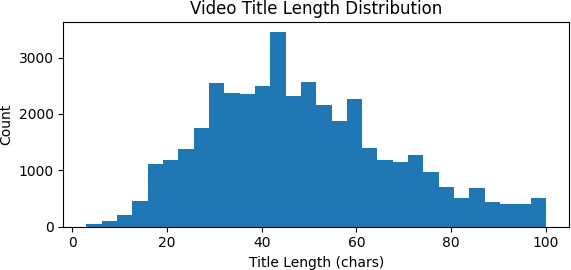 Video Title Length Distribution
3000
2000
1000
0
Count
0 20 40 60 80 100
Title Length (chars)